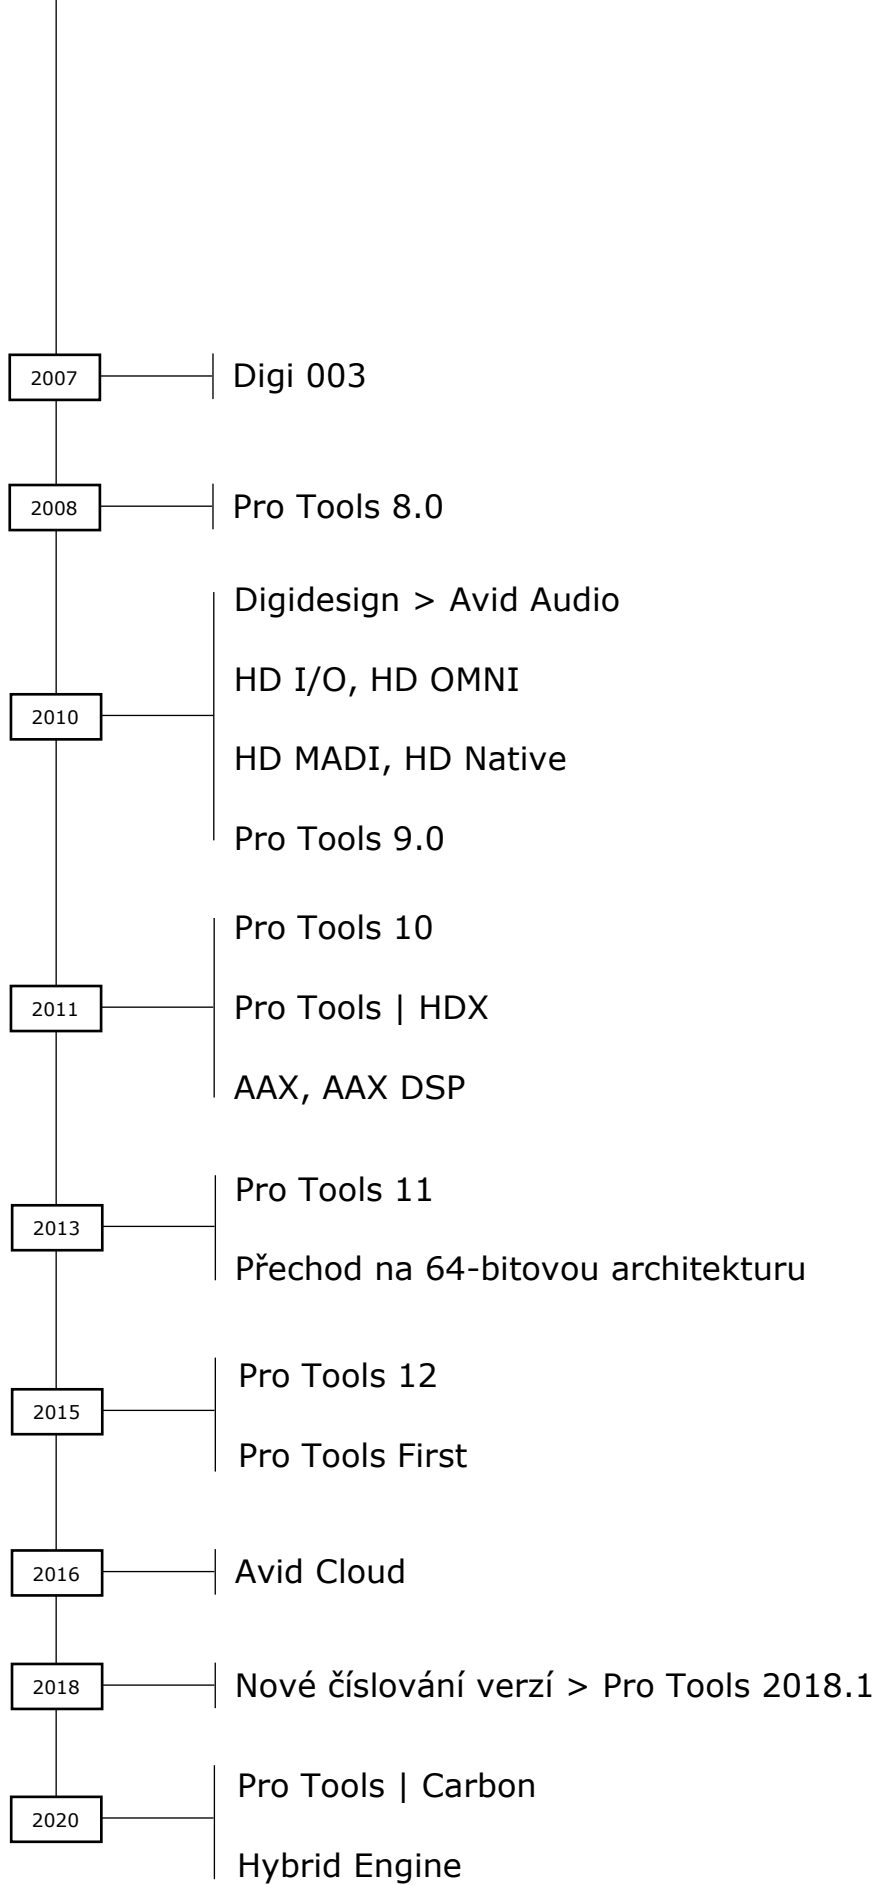 2007
Digi 003
2008
Pro Tools 8.0
2010
Digidesign > Avid Audio
HD I/O, HD OMNI
HD MADI, HD Native
Pro Tools 9.0
2011
Pro Tools 10
Pro Tools | HDX
AAX, AAX DSP
2013
Pro Tools 11
Přechod na 64-bitovou architekturu
2015
Pro Tools 12
Pro Tools First
2016
Avid Cloud
2018
Nové číslování verzí > Pro Tools 2018.1
2020
Pro Tools | Carbon
Hybrid Engine